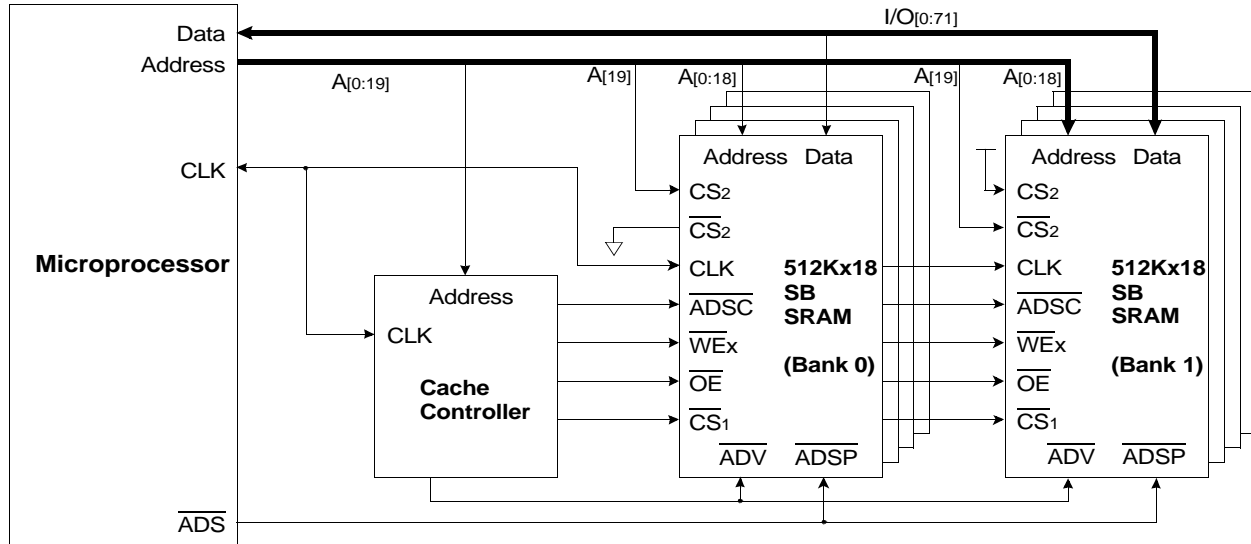 I/O[0:71]
Data
Address
A[0:19]
A[19]
A[0:18]
A[19]
A[0:18]
CLK
Microprocessor
ADS
Address
CLK
Cache
Controller
Address Data
CS2
CS2
CLK
ADSC
WEx
OE
CS1
ADV ADSP
512Kx18
SB
SRAM
(Bank 0)
Address Data
CS2
CS2
CLK
ADSC
WEx
OE
CS1
ADV ADSP
512Kx18
SB
SRAM
(Bank 1)